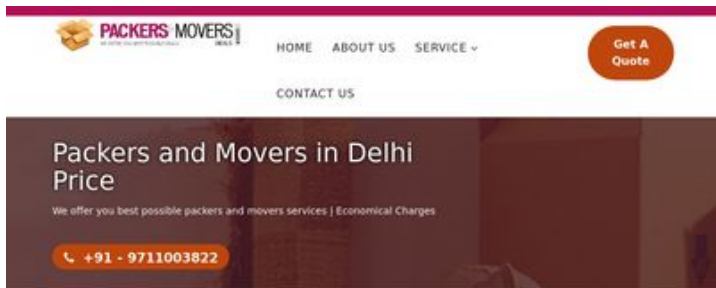 PACKERS MOVERS
HOME ABOUT US SERVICE
Get A
Quote
CONTACT US
Packers and Movers in Delhi
Price
We offer you best possible packers and movers services | Economical Charges
+91 - 9711003822